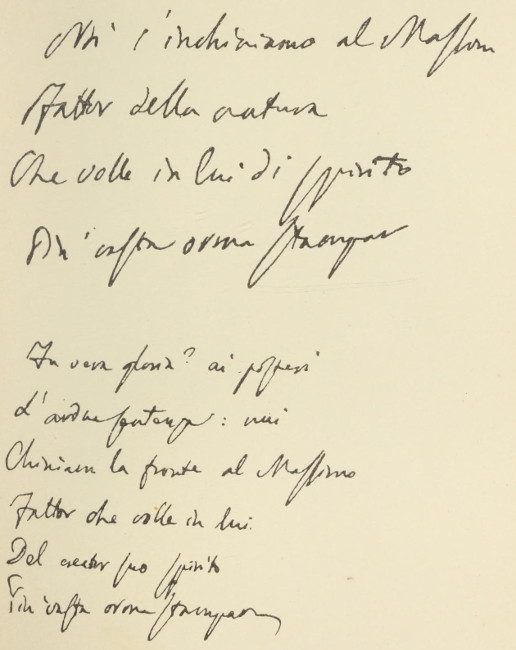 Noi c'inchiniamo al Massimo
Fattor della natura
Che volle in lui di spirito
Più vasta orma stampar
Fu vera gloria? ai posteri
L'ardua sentenza: nui
Chiniam la fronte al Massimo
Fattor che volle in lui
Del creator suo spirito
Più vasta orma stampar